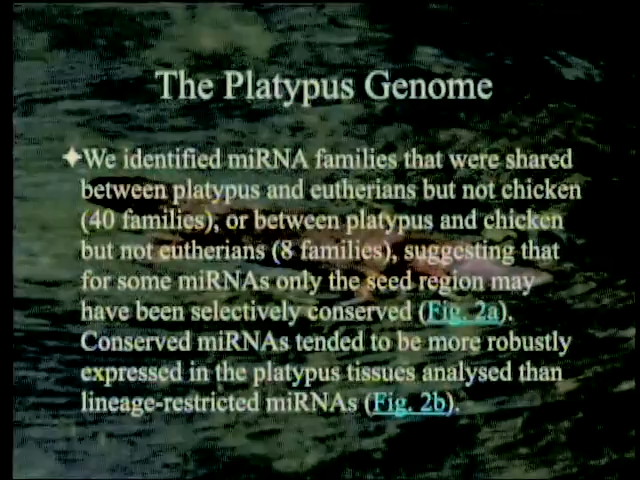 The Platypus Genome
✦We identified miRNA families that were shared
between platypus and eutherians but not chicken
(40 families), or between platypus and chicken
but not eutherians (8 families), suggesting that
for some miRNAs only the seed region may
have been selectively conserved (Fig. 2a).
Conserved miRNAs tended to be more robustly
expressed in the platypus tissues analysed than
lineage-restricted miRNAs (Fig. 2b).